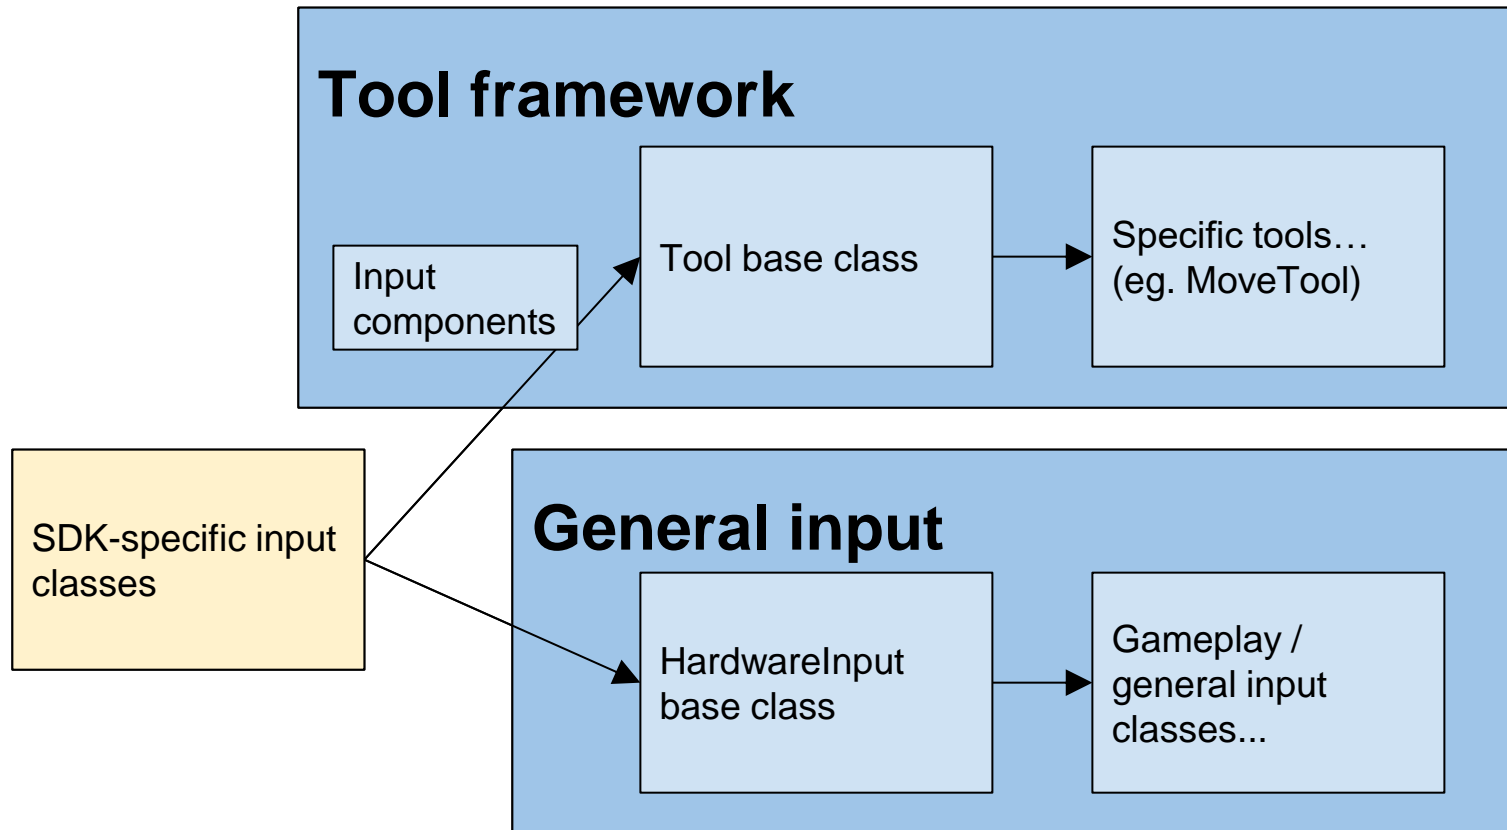 Tool framework
Input
components
Tool base class
Specific tools…
(eg. MoveTool)
SDK-specific input
classes
General input
HardwareInput
base class
Gameplay /
general input
classes...